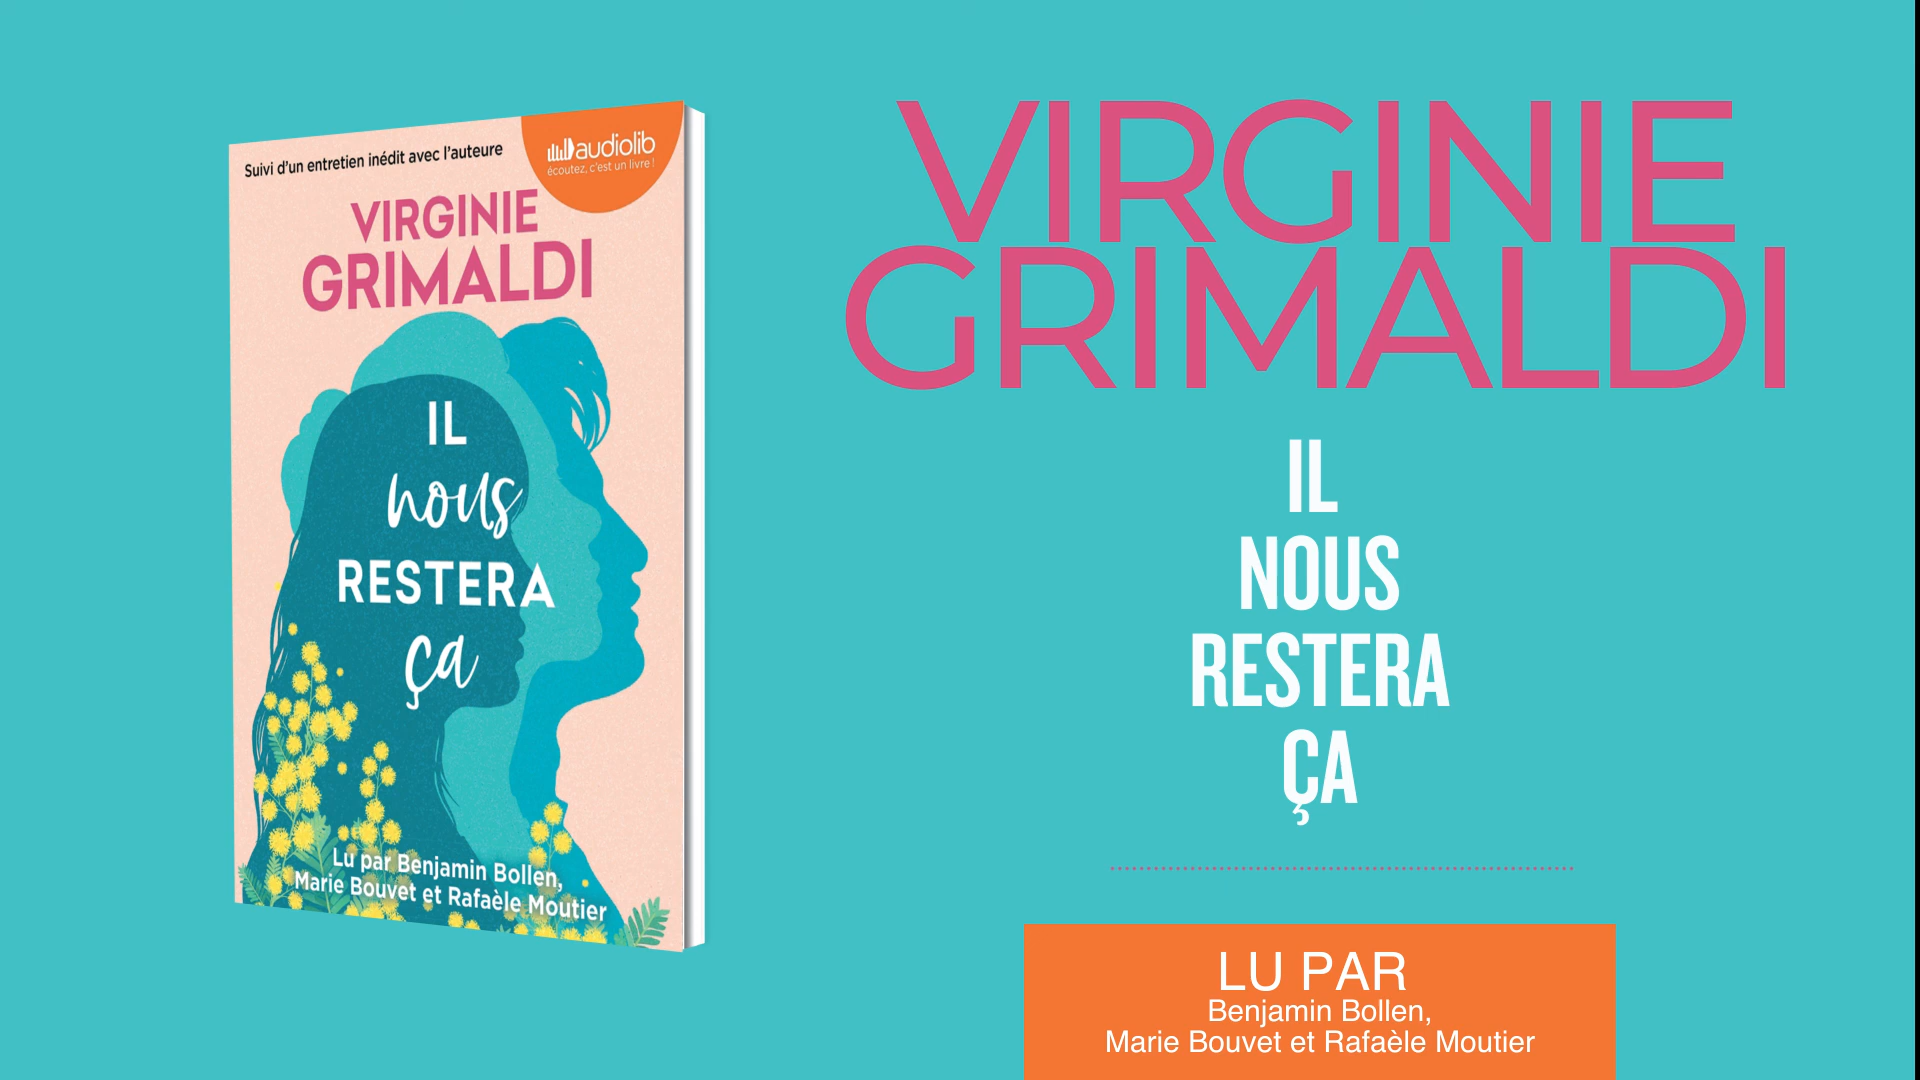 Suivi d'un entretien inédit avec l'auteure
audiolib
écoutez, c'est un livre !
VIRGINIE
GRIMALDI
IL
nous
RESTERA
ça
Lu par Benjamin Bollen,
Marie Bouvet et Rafaèle Moutier
VIRGINIE
GRIMALDI
IL
NOUS
RESTERA
ÇA
LU PAR
Benjamin Bollen,
Marie Bouvet et Rafaèle Moutier